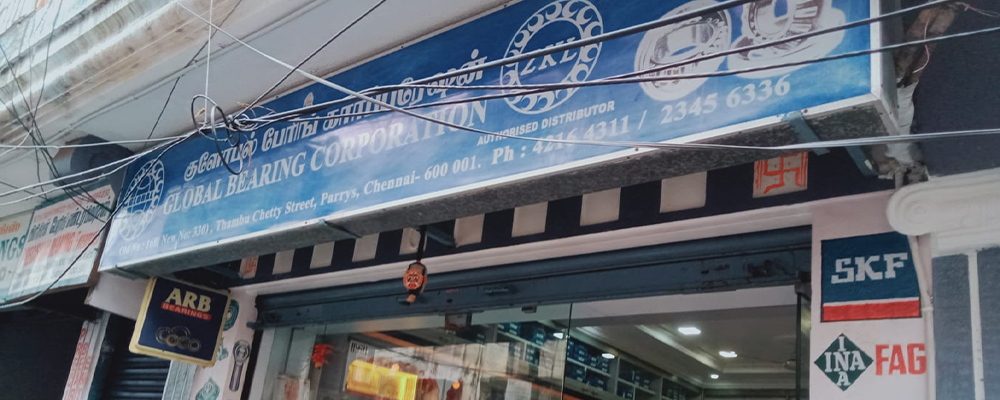 குளோபல் பேரிங் கார்ப்பரேஷன்
GLOBAL BEARING CORPORATION
ZKL
AUTHORISED DISTRIBUTOR
Thambu Chetty Street, Parrys, Chennai- 600 001. Ph : 4216 4311 / 2345 6336
ARB
BEARINGS
SKF
INA
INA
FAG